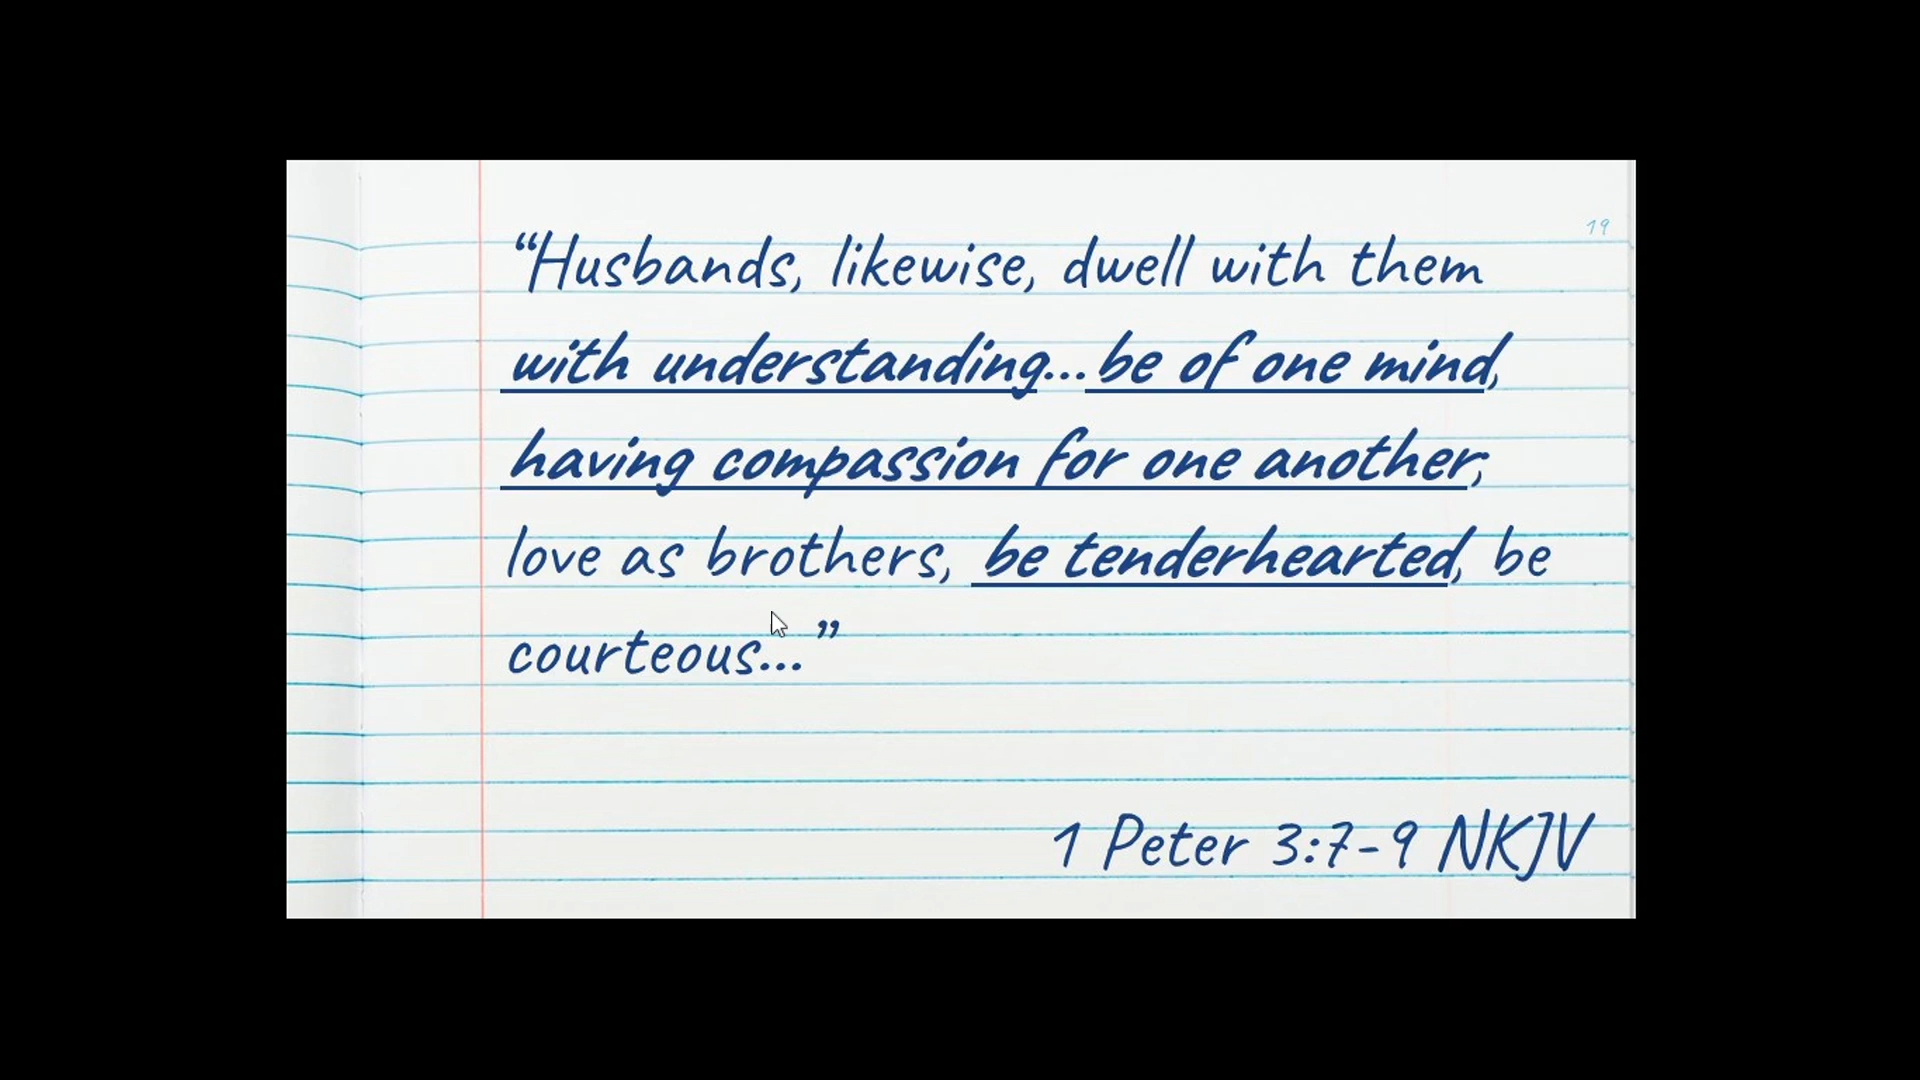 19
“Husbands, likewise, dwell with them
with understanding...be of one mind,
having compassion for one another;
love as brothers, be tenderhearted, be
courteous...”
1 Peter 3:7-9 NKJV